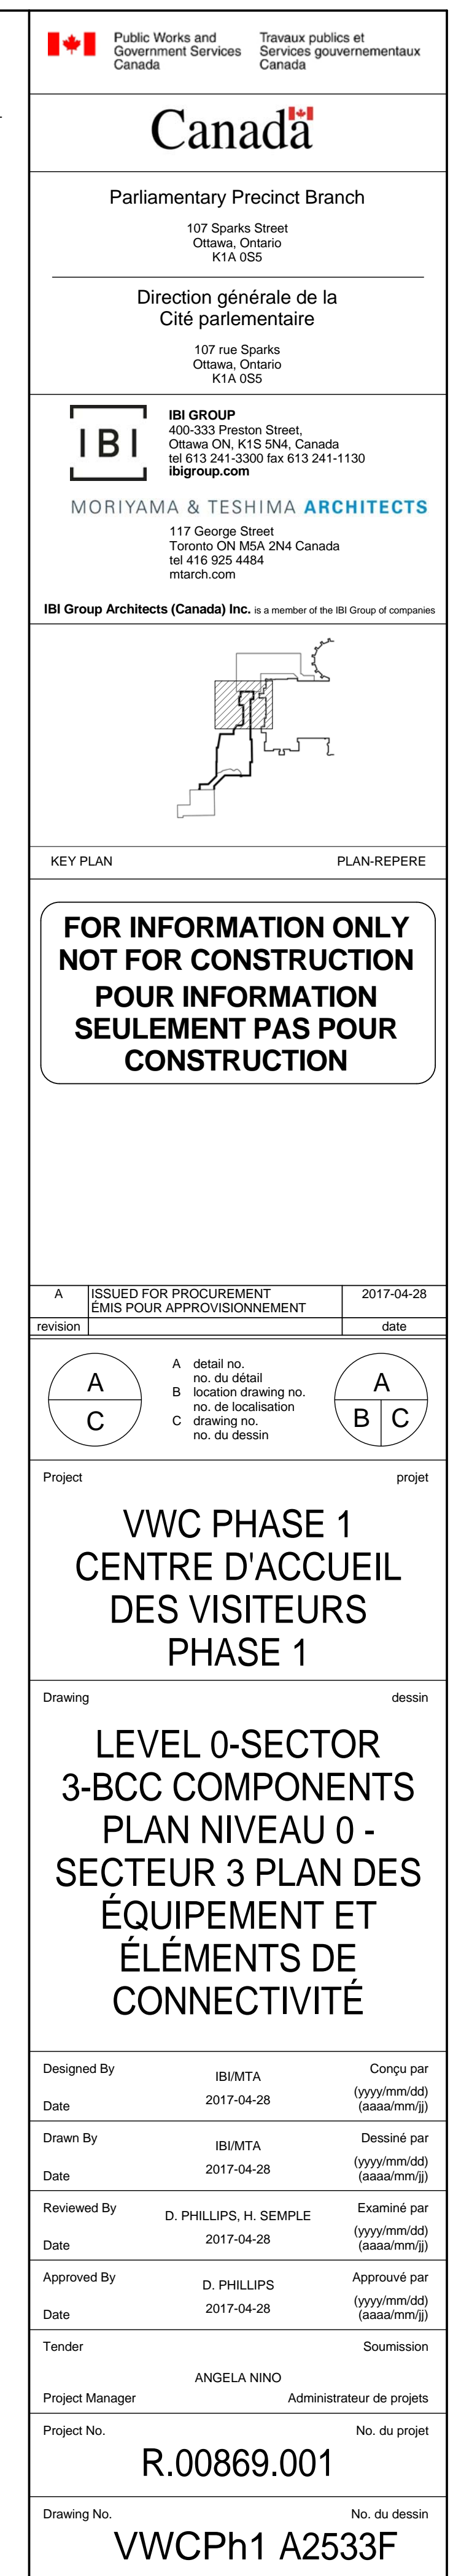 Public Works and
Government Services
Canada
Travaux publics et
Services gouvernementaux
Canada
Canada
Parliamentary Precinct Branch
107 Sparks Street
Ottawa, Ontario
K1A 0S5
Direction générale de la
Cité parlementaire
107 rue Sparks
Ottawa, Ontario
K1A 0S5
IBI
IBI GROUP
400-333 Preston Street,
Ottawa ON, K1S 5N4, Canada
tel 613 241-3300 fax 613 241-1130
ibigroup.com
MORIYAMA & TESHIMA ARCHITECTS
117 George Street
Toronto ON M5A 2N4 Canada
tel 416 925 4484
mtarch.com
IBI Group Architects (Canada) Inc. is a member of the IBI Group of companies
KEY PLAN PLAN-REPERE
FOR INFORMATION ONLY
NOT FOR CONSTRUCTION
POUR INFORMATION
SEULEMENT PAS POUR
CONSTRUCTION
A ISSUED FOR PROCUREMENT 2017-04-28
ÉMIS POUR APPROVISIONNEMENT
revision date
A
C
A detail no.
no. du détail
B location drawing no.
no. de localisation
C drawing no.
no. du dessin
A
B C
Project projet
VWC PHASE 1
CENTRE D'ACCUEIL
DES VISITEURS
PHASE 1
Drawing dessin
LEVEL 0-SECTOR
3-BCC COMPONENTS
PLAN NIVEAU 0 -
SECTEUR 3 PLAN DES
ÉQUIPEMENT ET
ÉLÉMENTS DE
CONNECTIVITÉ
Designed By IBI/MTA Conçu par
Date 2017-04-28 (yyyy/mm/dd)
(aaaa/mm/jj)
Drawn By IBI/MTA Dessiné par
Date 2017-04-28 (yyyy/mm/dd)
(aaaa/mm/jj)
Reviewed By D. PHILLIPS, H. SEMPLE Examiné par
Date 2017-04-28 (yyyy/mm/dd)
(aaaa/mm/jj)
Approved By D. PHILLIPS Approuvé par
Date 2017-04-28 (yyyy/mm/dd)
(aaaa/mm/jj)
Tender Soumission
ANGELA NINO
Project Manager Administrateur de projets
Project No. No. du projet
R.00869.001
Drawing No. No. du dessin
VWCPh1 A2533F